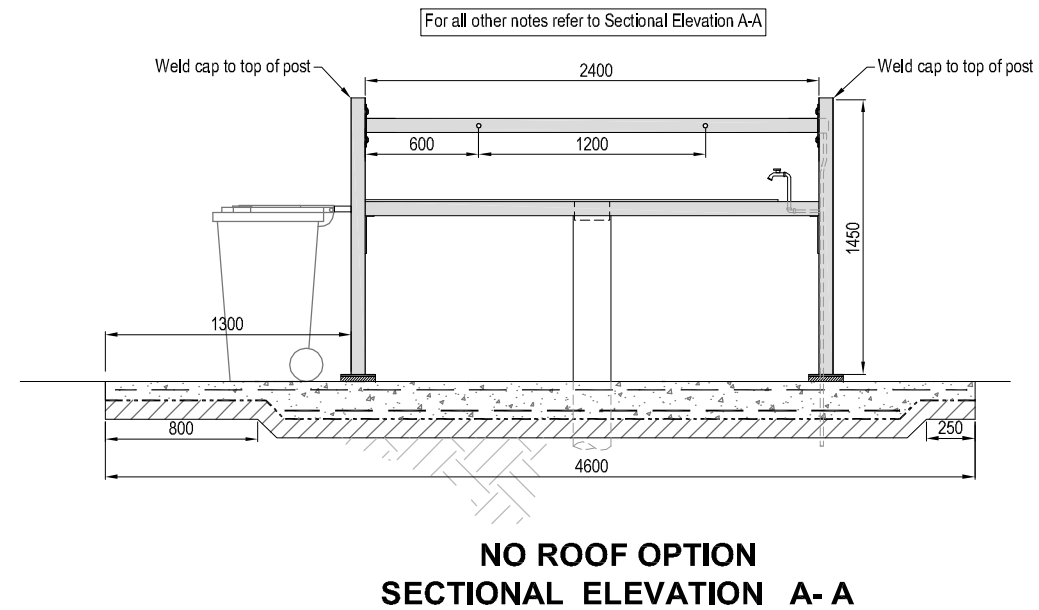 For all other notes refer to Sectional Elevation A-A
Weld cap to top of post
2400
Weld cap to top of post
600
1200
1450
1300
800
250
4600
NO ROOF OPTION
SECTIONAL ELEVATION A- A